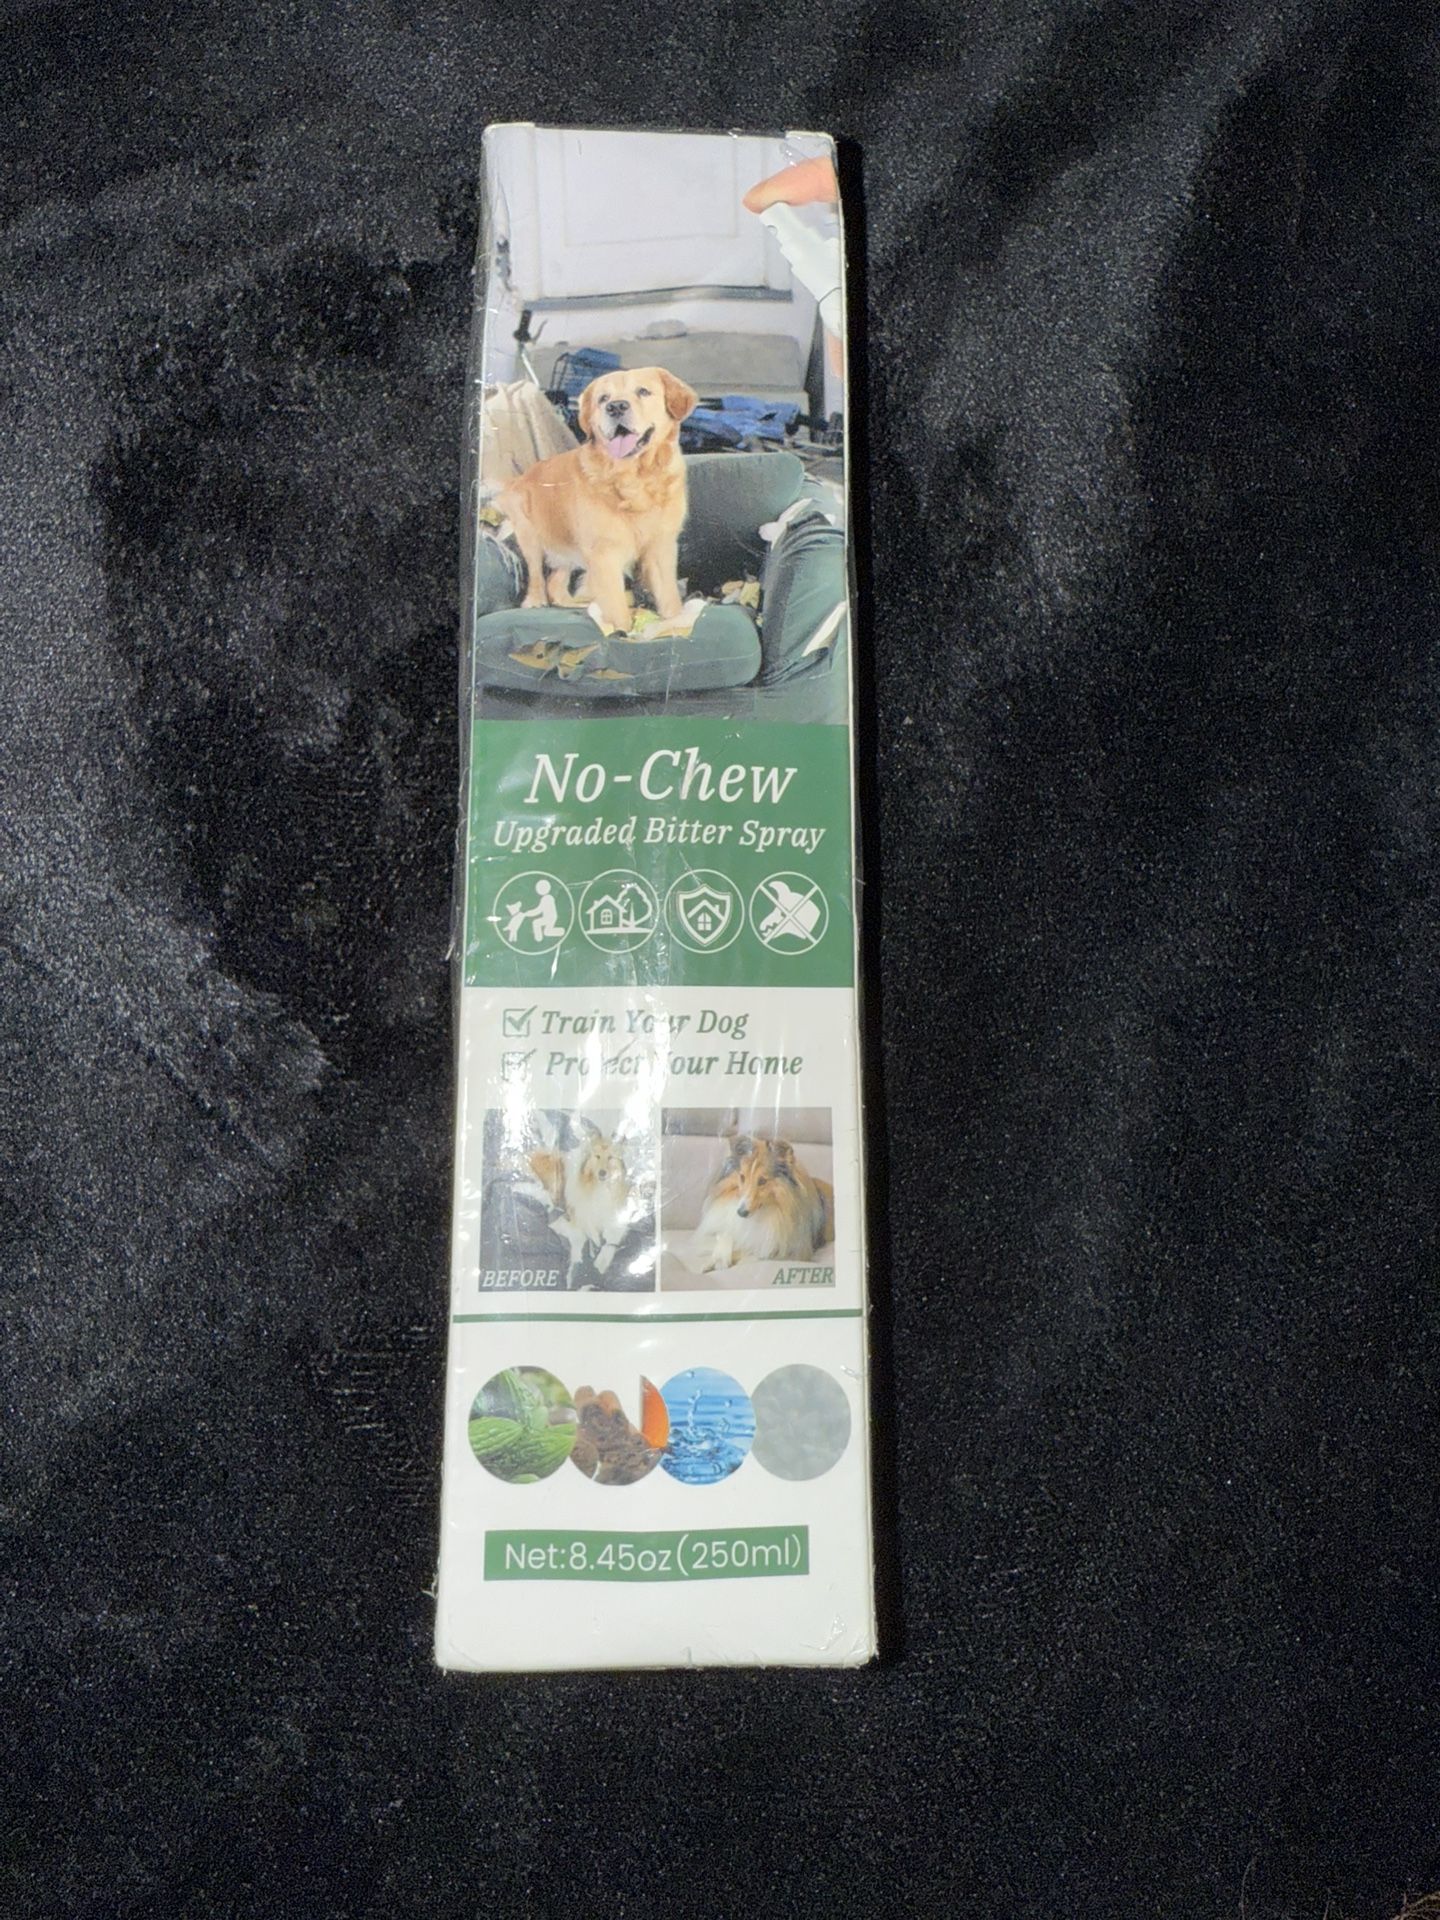 No-Chew
Upgraded Bitter Spray
Train Your Dog
Protect Your Home
BEFORE
AFTER
Net:8.45oz(250ml)